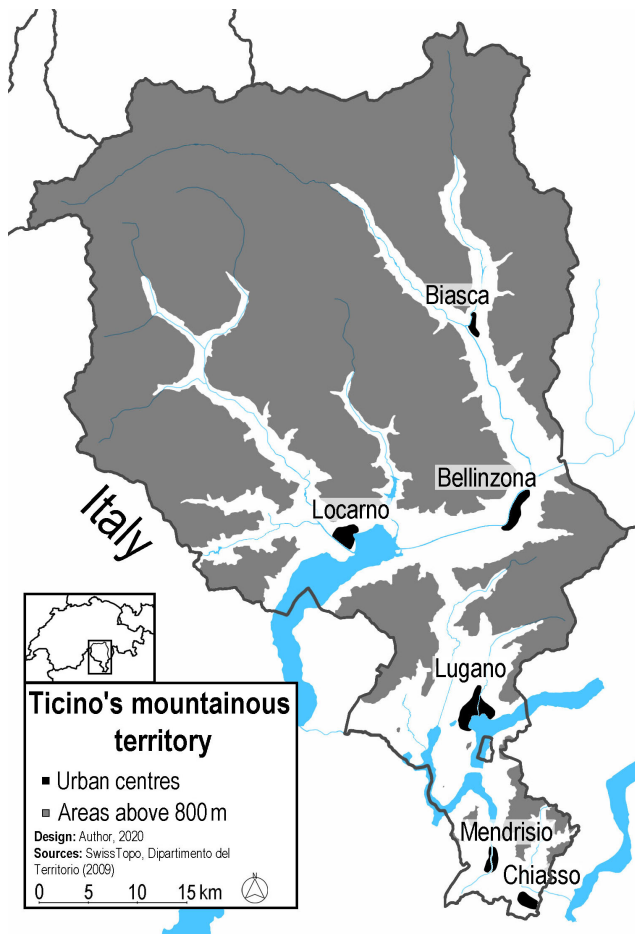 Biasca
Bellinzona
Locarno
Italy
Lugano
Ticino's mountainous
territory
Urban centres
Areas above 800 m
Design: Author, 2020
Sources: SwissTopo, Dipartimento del
Territorio (2009)
0 5 10 15 km
N
Mendrisio
Chiasso